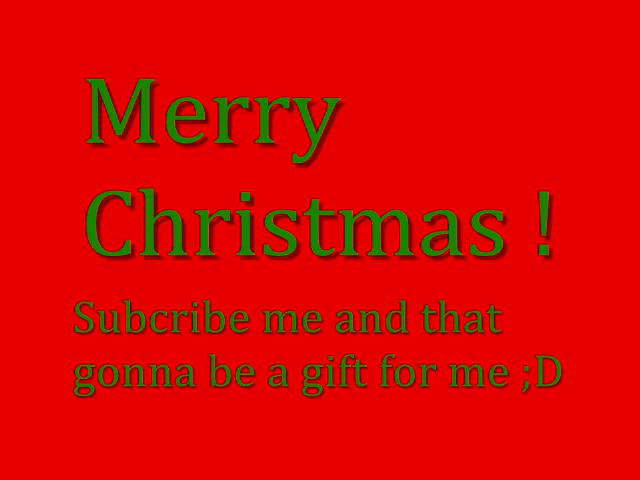 Merry
Christmas !
Subcribe me and that
gonna be a gift for me ;D